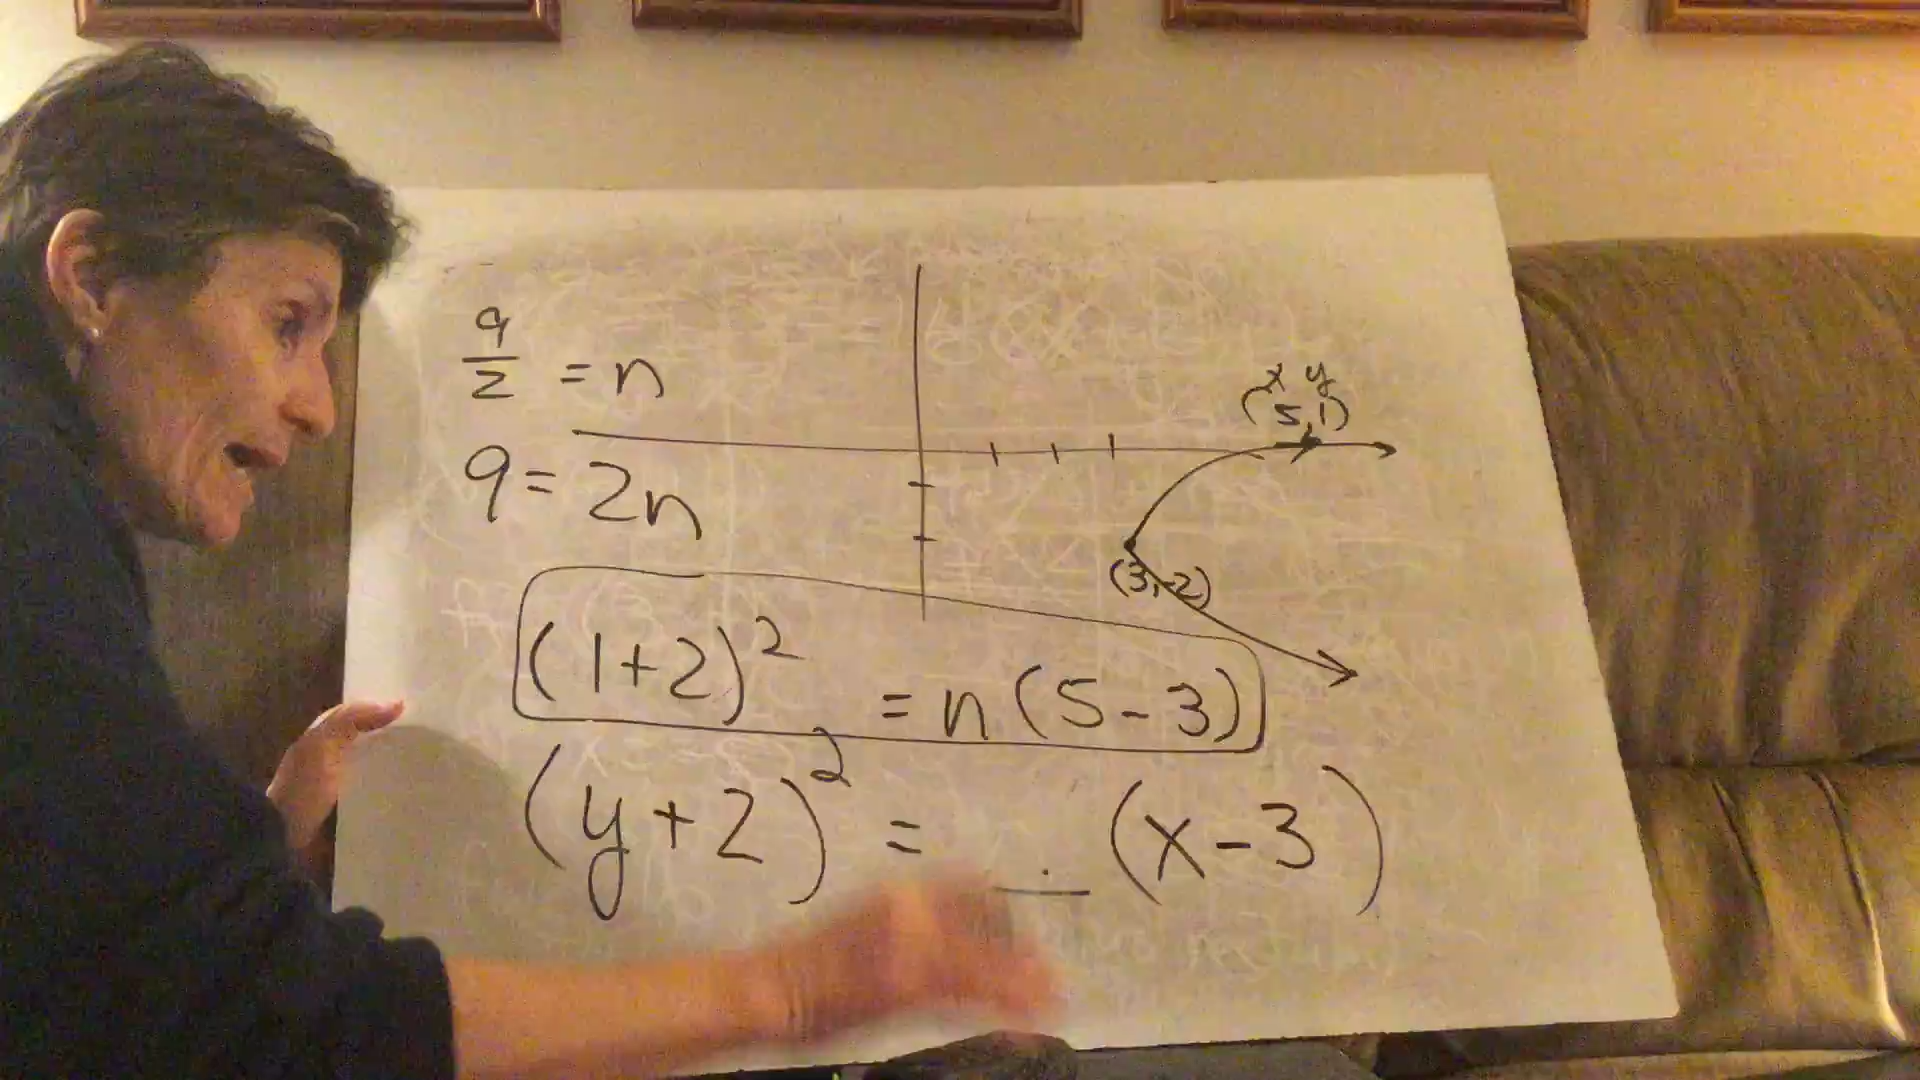 9/2 = n
9 = 2n
x y
(5,1)
(3,-2)
(1+2)² = n(5-3)
(y+2)² = _ (x-3)